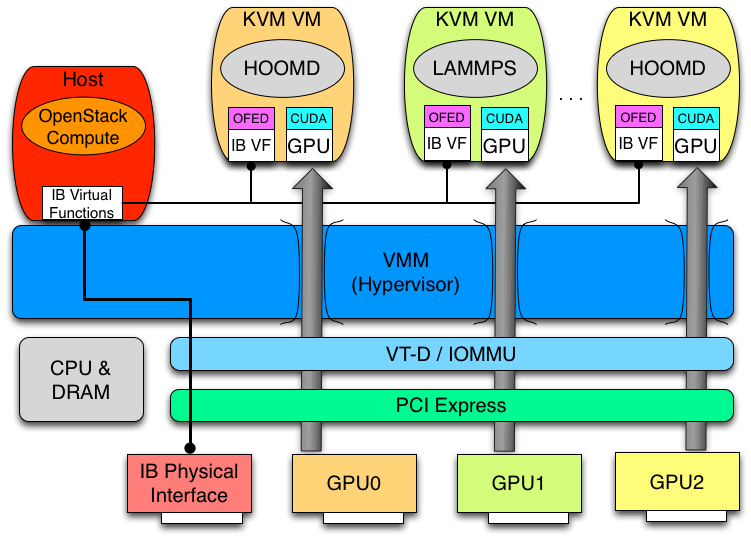 KVM VM
HOOMD
OFED
CUDA
IB VF
GPU
KVM VM
LAMMPS
OFED
CUDA
IB VF
GPU
. . .
KVM VM
HOOMD
OFED
CUDA
IB VF
GPU
Host
OpenStack
Compute
IB Virtual
Functions
VMM
(Hypervisor)
CPU &
DRAM
VT-D / IOMMU
PCI Express
IB Physical
Interface
GPU0
GPU1
GPU2